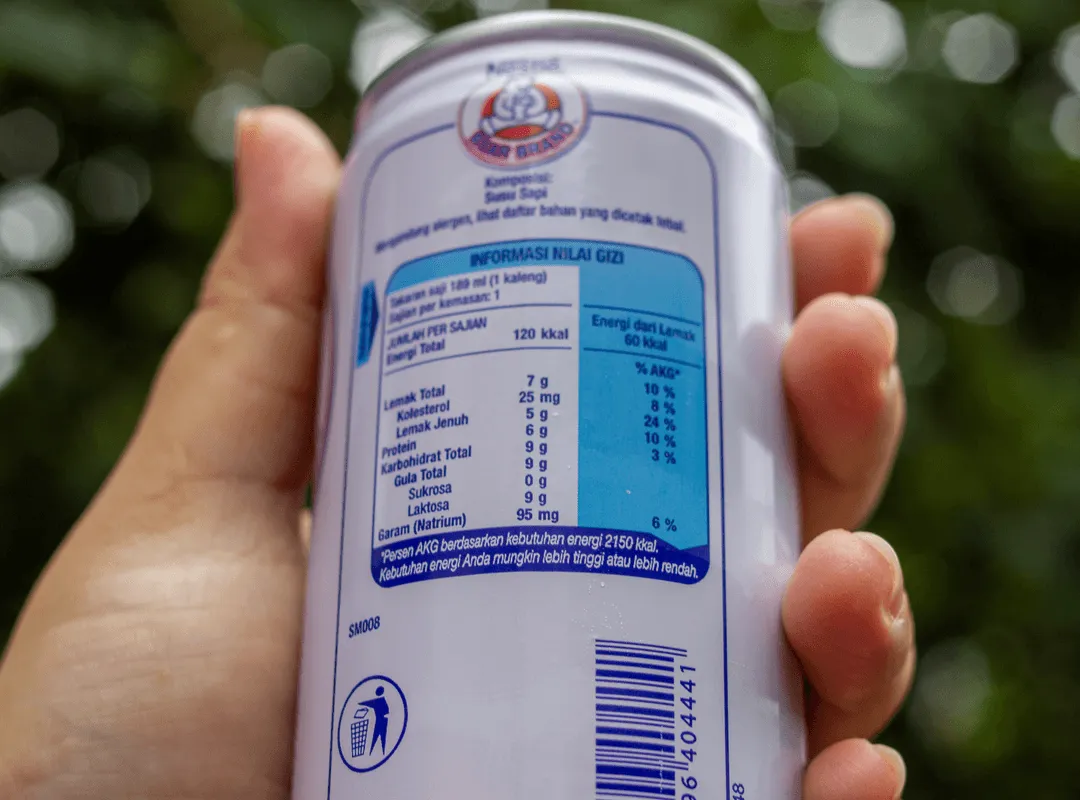 NESTLÉ
BEAR BRAND
Komposisi:
Susu Sapi
Mengandung alergen, lihat daftar bahan yang dicetak tebal.
INFORMASI NILAI GIZI
Takaran saji 189 ml (1 kaleng)
Sajian per kemasan: 1
JUMLAH PER SAJIAN
Energi Total 120 kkal
Energi dari Lemak
60 kkal
% AKG*
Lemak Total 7 g 10 %
Kolesterol 25 mg 8 %
Lemak Jenuh 5 g 24 %
Protein 6 g 10 %
Karbohidrat Total 9 g 3 %
Gula Total 9 g
Sukrosa 0 g
Laktosa 9 g
Garam (Natrium) 95 mg 6 %
*Persen AKG berdasarkan kebutuhan energi 2150 kkal.
Kebutuhan energi Anda mungkin lebih tinggi atau lebih rendah.
SM008
96 404441
48